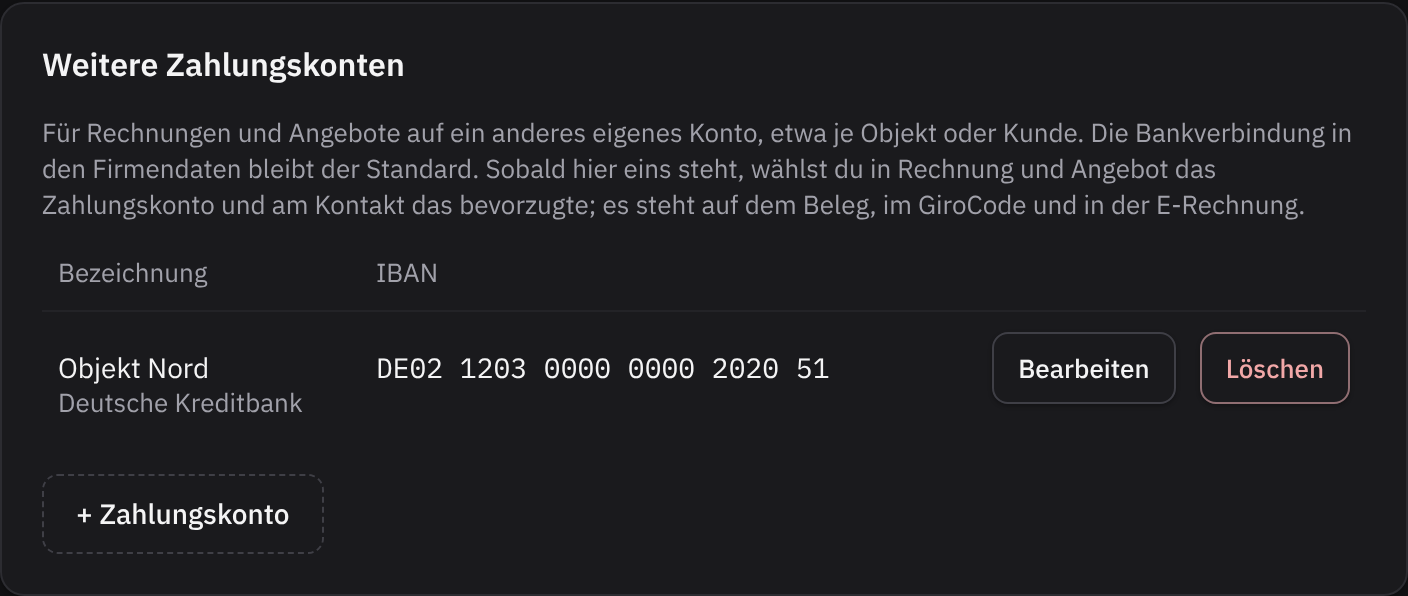 Weitere Zahlungskonten
Für Rechnungen und Angebote auf ein anderes eigenes Konto, etwa je Objekt oder Kunde. Die Bankverbindung in
den Firmendaten bleibt der Standard. Sobald hier eins steht, wählst du in Rechnung und Angebot das
Zahlungskonto und am Kontakt das bevorzugte; es steht auf dem Beleg, im GiroCode und in der E-Rechnung.
Bezeichnung IBAN
Objekt Nord DE02 1203 0000 0000 2020 51 Bearbeiten Löschen
Deutsche Kreditbank
+ Zahlungskonto